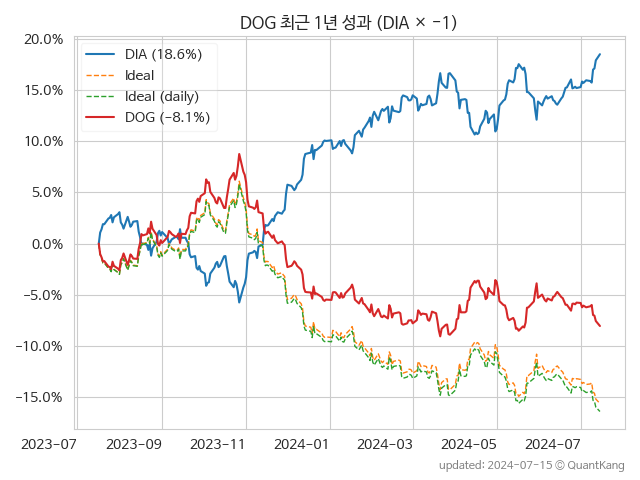 DOG 최근 1년 성과 (DIA × −1)
20.0%
15.0%
10.0%
5.0%
0.0%
−5.0%
−10.0%
−15.0%
DIA (18.6%)
Ideal
Ideal (daily)
DOG (−8.1%)
2023-07
2023-09
2023-11
2024-01
2024-03
2024-05
2024-07
updated: 2024-07-15 © QuantKang